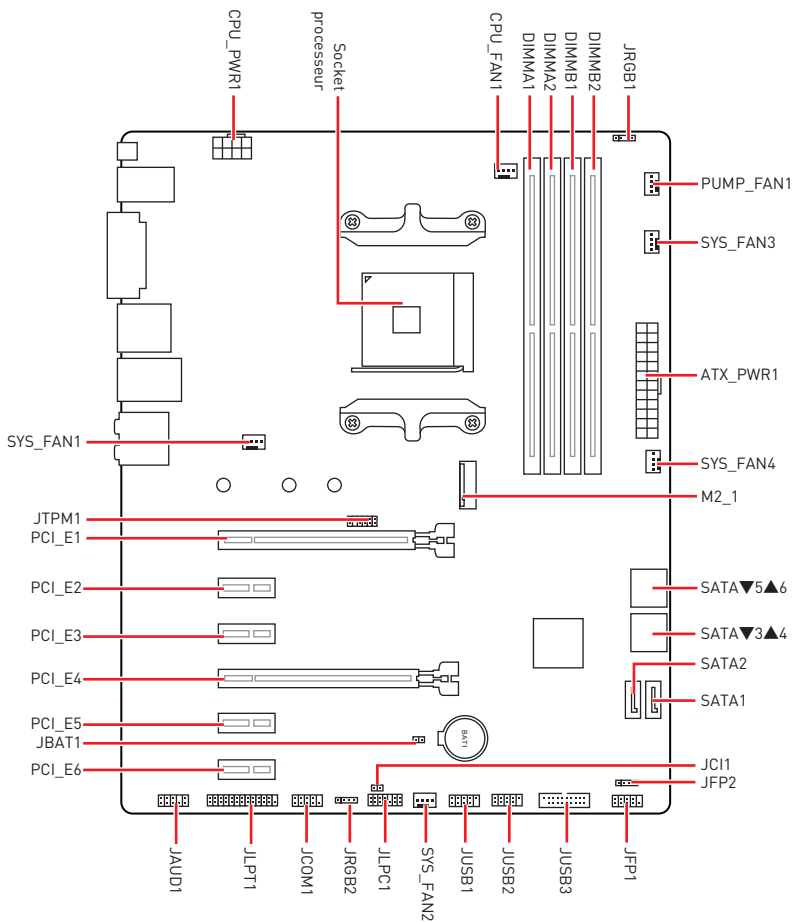 CPU_PWR1
Socket
processeur
CPU_FAN1
DIMMA1
DIMMA2
DIMMB1
DIMMB2
JRGB1
PUMP_FAN1
SYS_FAN3
ATX_PWR1
SYS_FAN1
SYS_FAN4
M2_1
JTPM1
PCI_E1
PCI_E2
SATA▼5▲6
PCI_E3
SATA▼3▲4
SATA2
PCI_E4
SATA1
PCI_E5
JBAT1
BAT1
PCI_E6
JCI1
JFP2
JAUD1
JLPT1
JCOM1
JRGB2
JLPC1
SYS_FAN2
JUSB1
JUSB2
JUSB3
JFP1